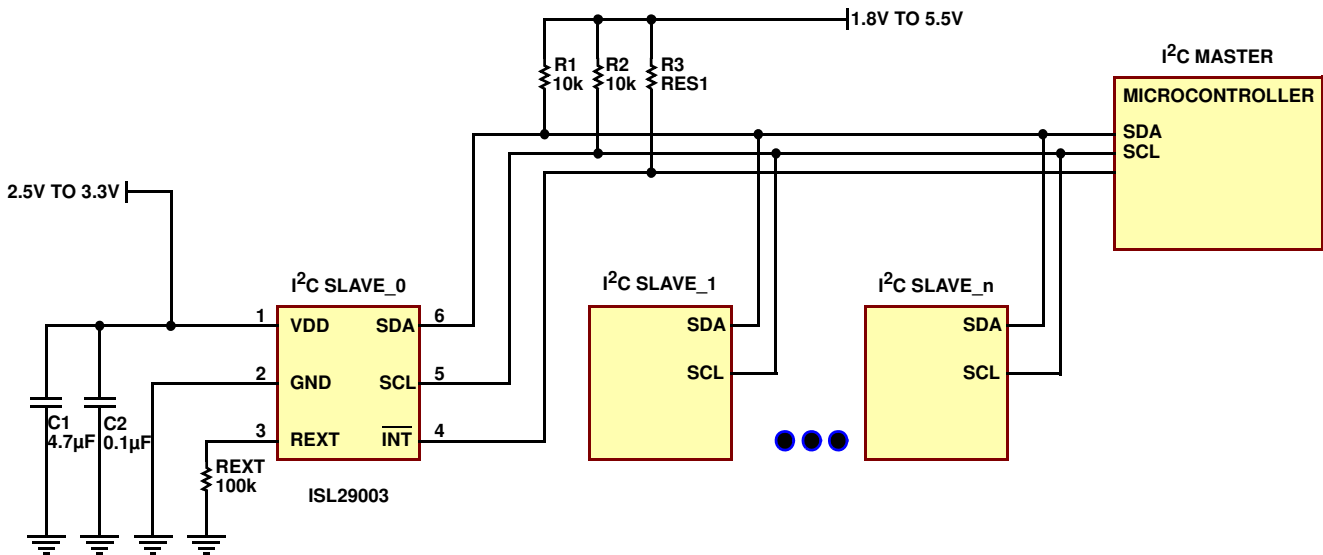 1.8V TO 5.5V
R1
10k
R2
10k
R3
RES1
I²C MASTER
MICROCONTROLLER
SDA
SCL
2.5V TO 3.3V
I²C SLAVE_0
1
VDD
SDA
6
2
GND
SCL
5
3
REXT
INT
4
ISL29003
C1
4.7µF
C2
0.1µF
REXT
100k
I²C SLAVE_1
SDA
SCL
I²C SLAVE_n
SDA
SCL